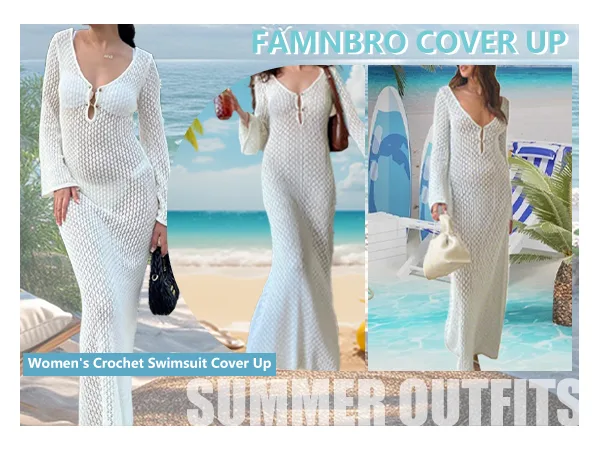 FAMNBRO COVER UP
Women's Crochet Swimsuit Cover Up
SUMMER OUTFITS